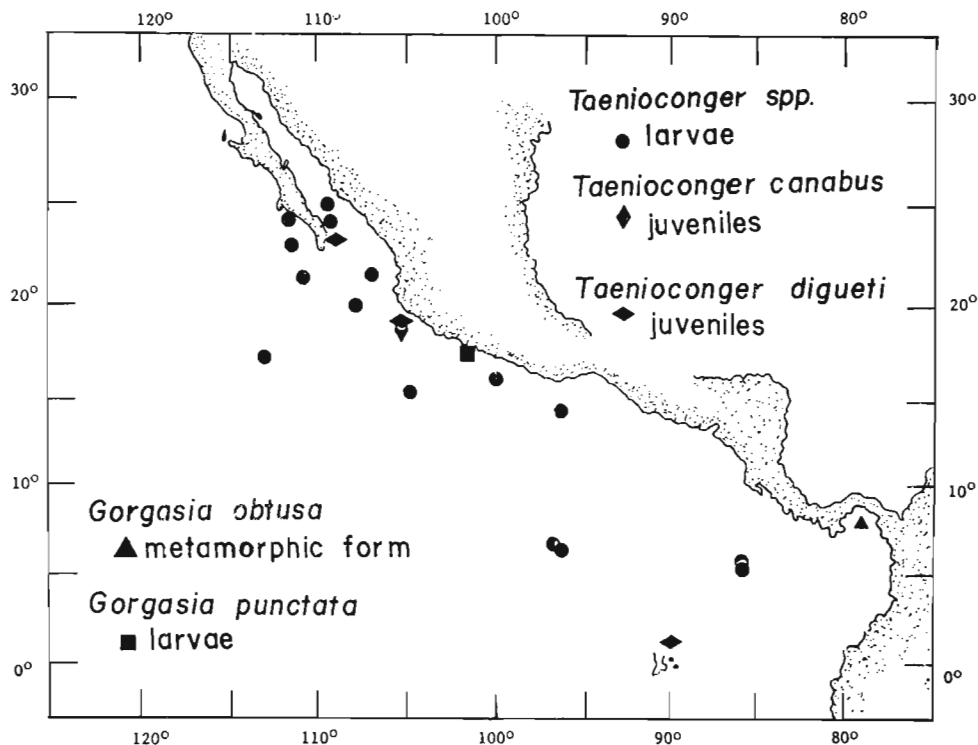 120° 110° 100° 90° 80°
30° 30°
Taenioconger spp.
larvae
Taenioconger canabus
juveniles
Taenioconger digueti
juveniles
20° 20°
10° 10°
Gorgasia obtusa
metamorphic form
Gorgasia punctata
larvae
0° 0°
120° 110° 100° 90° 80°